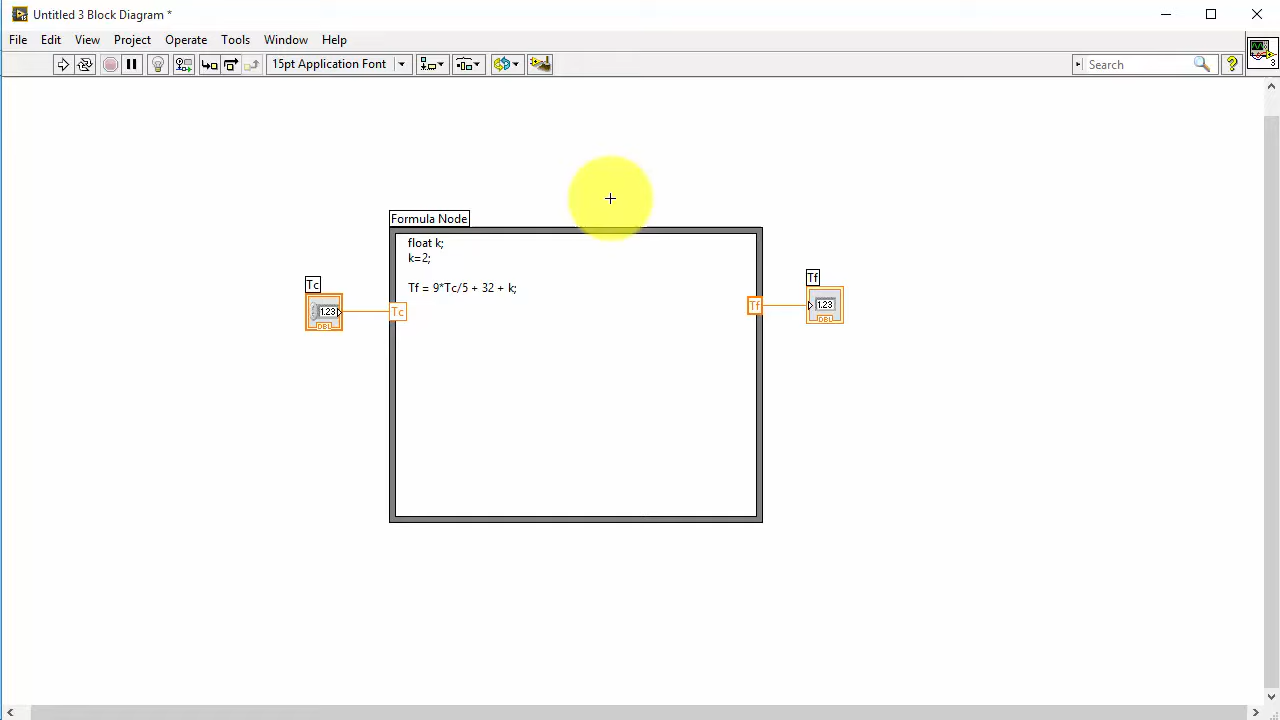 Untitled 3 Block Diagram *
File Edit View Project Operate Tools Window Help
15pt Application Font
Search
?
3
Formula Node
float k;
k=2;
Tf = 9*Tc/5 + 32 + k;
Tc
1.23
DBL
Tc
Tf
Tf
1.23
DBL